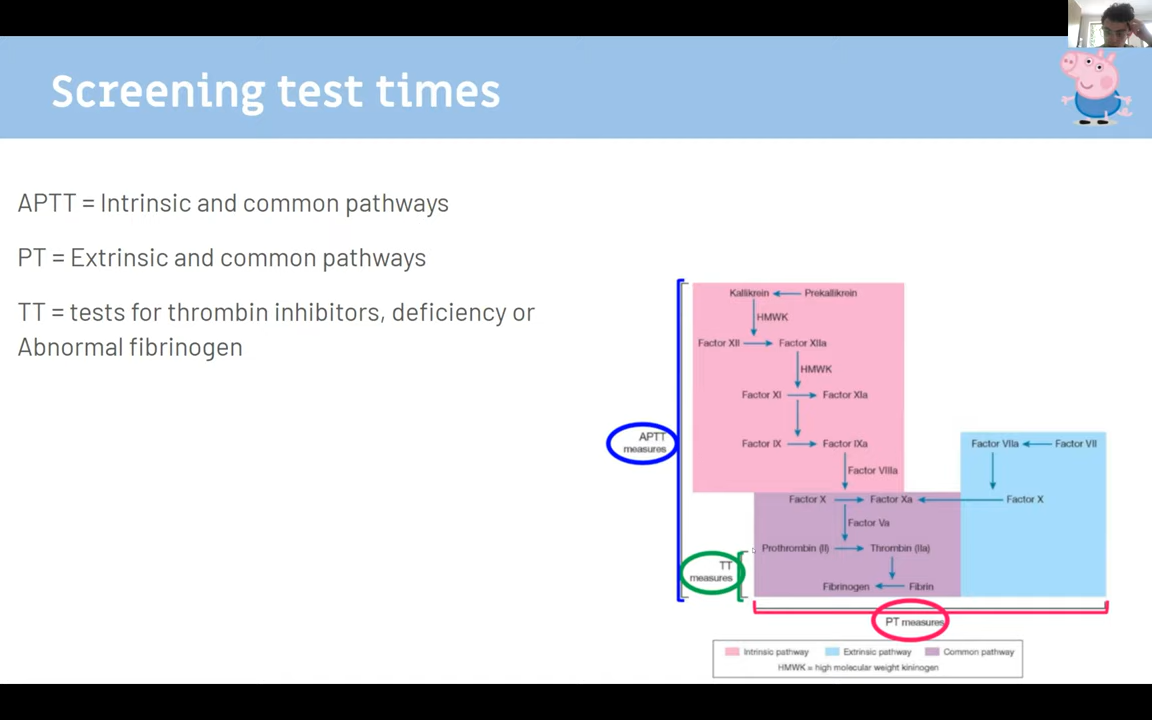 Screening test times
APTT = Intrinsic and common pathways
PT = Extrinsic and common pathways
TT = tests for thrombin inhibitors, deficiency or
Abnormal fibrinogen
Kallikrein Prekallikrein
HMWK
Factor XII Factor XIIa
HMWK
Factor XI Factor XIa
APTT
measures
Factor IX Factor IXa
Factor VIIa Factor VII
Factor VIIIa
Factor X Factor Xa Factor X
Factor Va
Prothrombin (II) Thrombin (IIa)
TT
measures
Fibrinogen Fibrin
PT measures
Intrinsic pathway Extrinsic pathway Common pathway
HMWK = high molecular weight kininogen